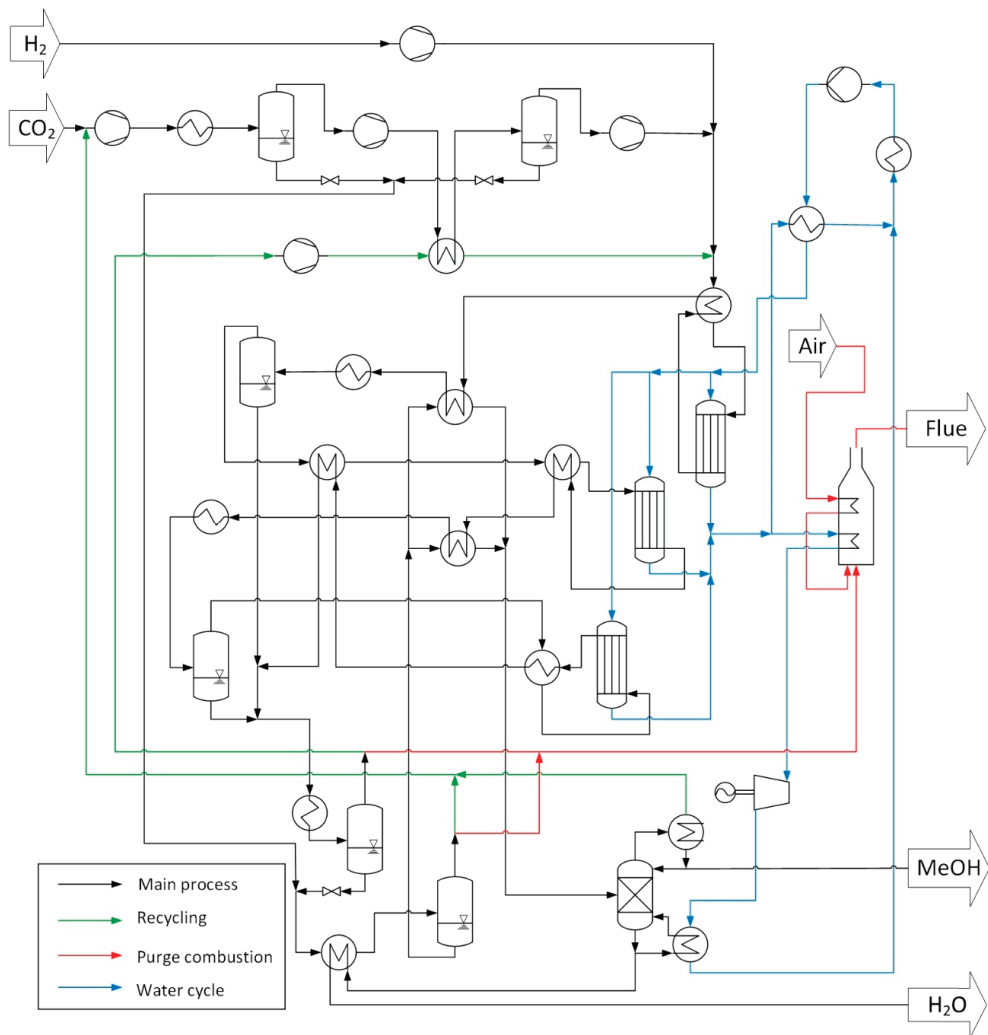 H₂
CO₂
Air
Flue
MeOH
Main process
Recycling
Purge combustion
Water cycle
H₂O